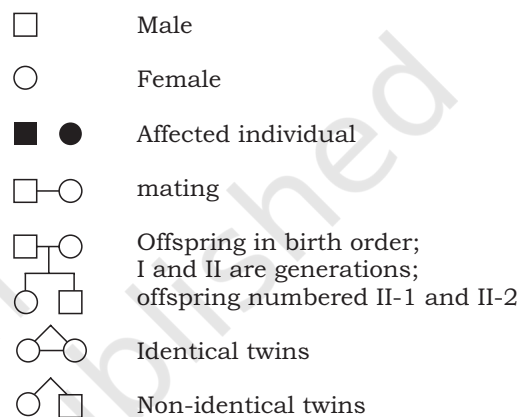 Male
Female
Affected individual
mating
Offspring in birth order;
I and II are generations;
offspring numbered II-1 and II-2
Identical twins
Non-identical twins